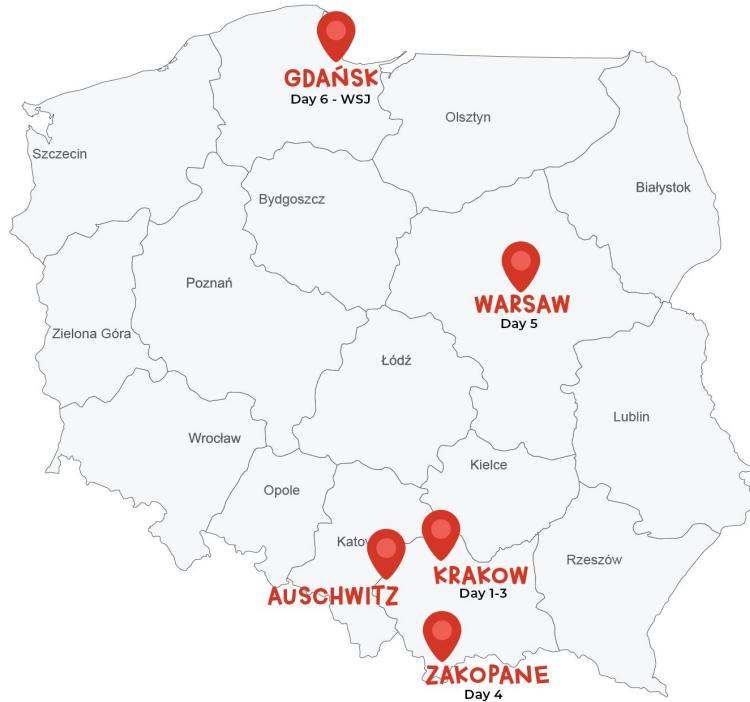 GDAŃSK
Day 6 - WSJ
Olsztyn
Szczecin
Białystok
Bydgoszcz
Poznań
WARSAW
Day 5
Zielona Góra
Łódź
Lublin
Wrocław
Kielce
Opole
Katow
Rzeszów
KRAKOW
Day 1-3
AUSCHWITZ
ZAKOPANE
Day 4